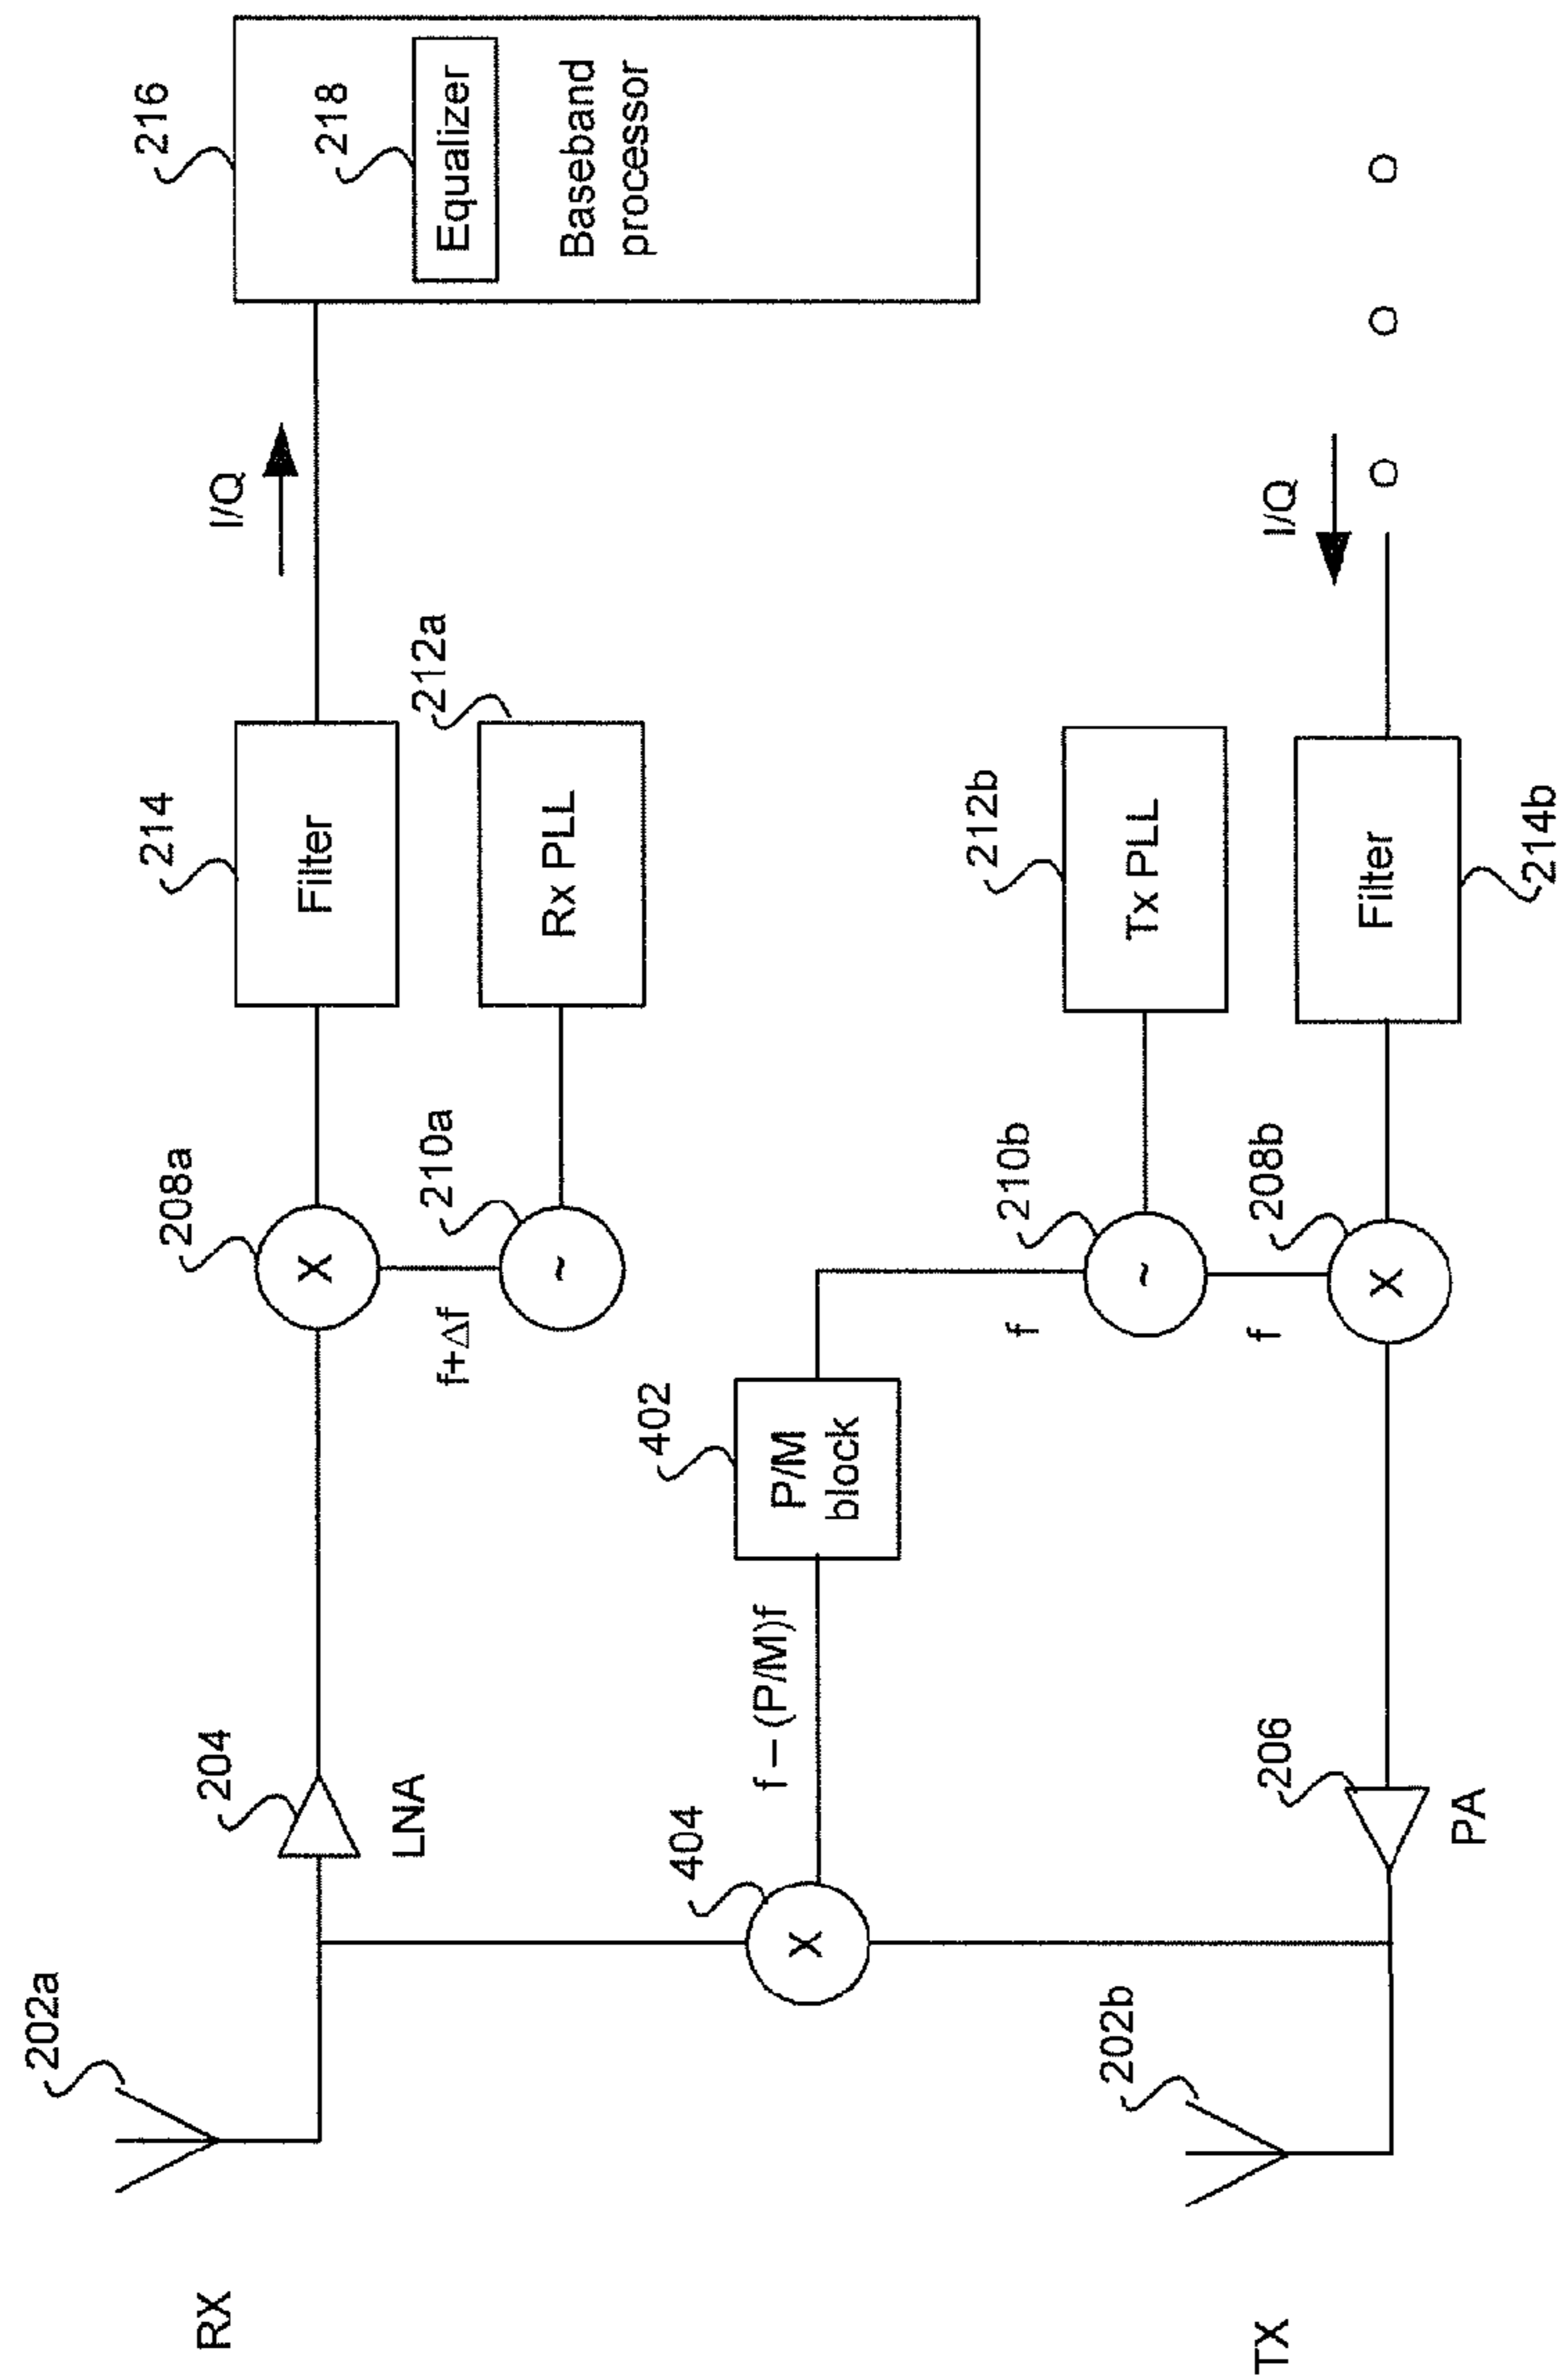 RX
202a
204
LNA
208a
f+Δf
210a
214
Filter
212a
Rx PLL
I/Q
216
218
Equalizer
Baseband
processor
404
f – (P/M)f
402
P/M
block
TX
202b
206
PA
f
210b
f
208b
212b
Tx PLL
Filter
214b
I/Q